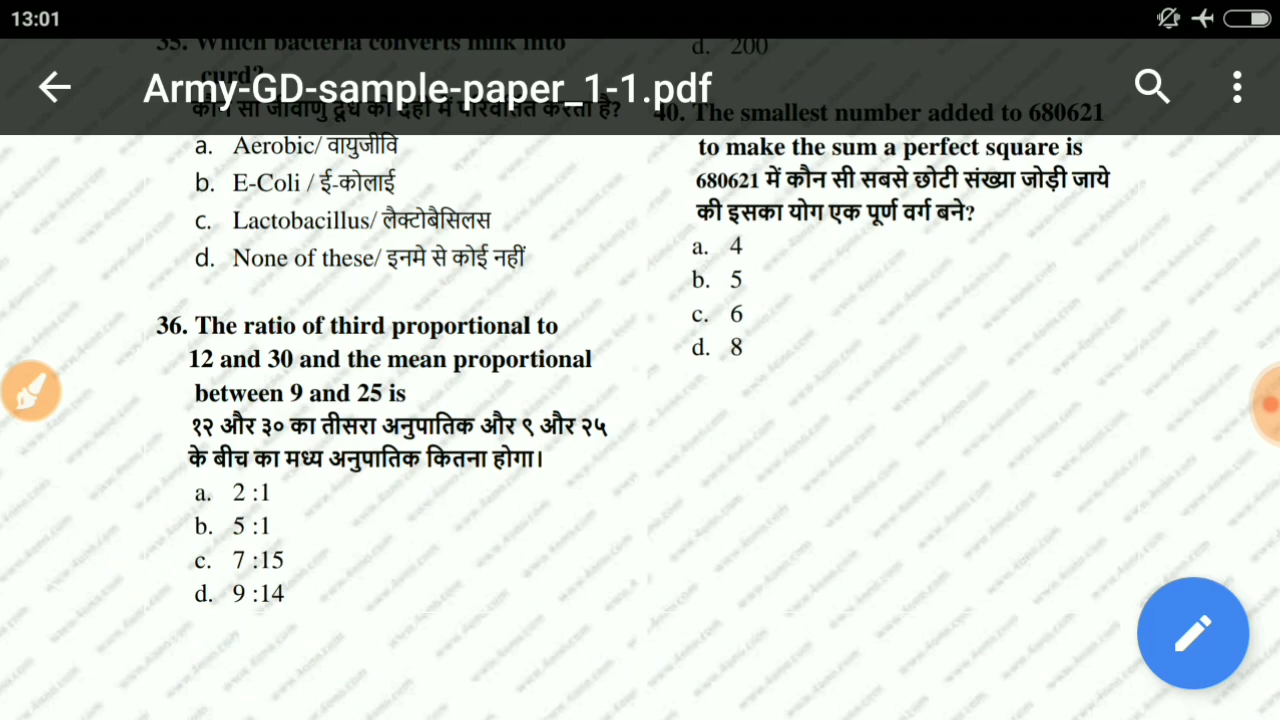 13:01
Army-GD-sample-paper_1-1.pdf
35. Which bacteria converts milk into
curd?
कौन सा जीवाणु दूध को दही में परिवर्तित करता है?
a. Aerobic/ वायुजीवि
b. E-Coli / ई-कोलाई
c. Lactobacillus/ लैक्टोबैसिलस
d. None of these/ इनमे से कोई नहीं
36. The ratio of third proportional to
12 and 30 and the mean proportional
between 9 and 25 is
१२ और ३० का तीसरा अनुपातिक और ९ और २५
के बीच का मध्य अनुपातिक कितना होगा।
a. 2 :1
b. 5 :1
c. 7 :15
d. 9 :14
d. 200
40. The smallest number added to 680621
to make the sum a perfect square is
680621 में कौन सी सबसे छोटी संख्या जोड़ी जाये
की इसका योग एक पूर्ण वर्ग बने?
a. 4
b. 5
c. 6
d. 8